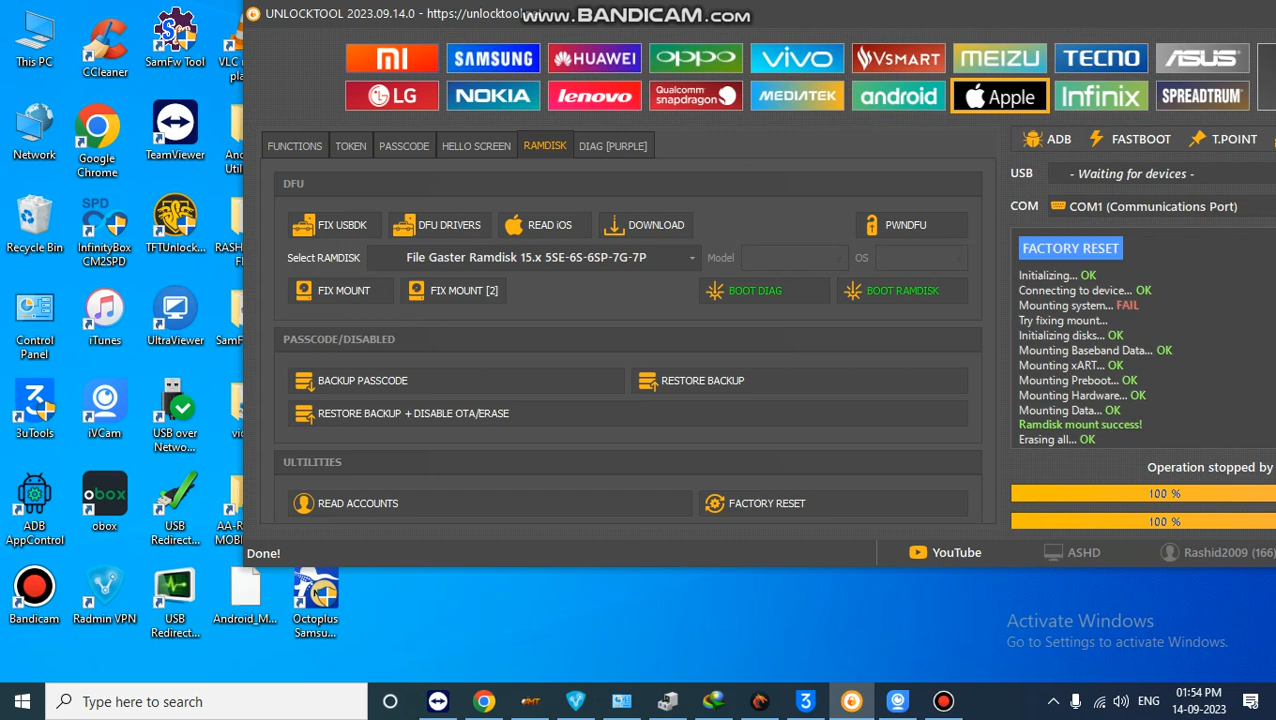 UNLOCKTOOL 2023.09.14.0 - https://unlocktool
www.BANDICAM.COM
This PC
CCleaner
SamFw Tool
VLC
Network
Google
Chrome
TeamViewer
Recycle Bin
InfinityBox
CM2SPD
TFTUnlock...
Control
Panel
iTunes
UltraViewer
3uTools
iVCam
USB over
Netwo...
ADB
AppControl
obox
USB
Redirect...
Bandicam
Radmin VPN
USB
Redirect...
Android_M...
Octoplus
Samsu...
mi
SAMSUNG
HUAWEI
oppo
vivo
Vsmart
MEIZU
TECNO
ASUS
LG
NOKIA
lenovo
Qualcomm
snapdragon
MEDIATEK
android
Apple
Infinix
SPREADTRUM
FUNCTIONS
TOKEN
PASSCODE
HELLO SCREEN
RAMDISK
DIAG [PURPLE]
DFU
FIX USBDK
DFU DRIVERS
READ iOS
DOWNLOAD
PWNDFU
Select RAMDISK
File Gaster Ramdisk 15.x 5SE-6S-6SP-7G-7P
Model
OS
FIX MOUNT
FIX MOUNT [2]
BOOT DIAG
BOOT RAMDISK
PASSCODE/DISABLED
BACKUP PASSCODE
RESTORE BACKUP
RESTORE BACKUP + DISABLE OTA/ERASE
ULTILITIES
READ ACCOUNTS
FACTORY RESET
Done!
YouTube
ASHD
Rashid2009 (166)
ADB
FASTBOOT
T.POINT
USB
- Waiting for devices -
COM
COM1 (Communications Port)
FACTORY RESET
Initializing... OK
Connecting to device... OK
Mounting system... FAIL
Try fixing mount...
Initializing disks... OK
Mounting Baseband Data... OK
Mounting xART... OK
Mounting Preboot... OK
Mounting Hardware... OK
Mounting Data... OK
Ramdisk mount success!
Erasing all... OK
Operation stopped by
100 %
100 %
Activate Windows
Go to Settings to activate Windows.
Type here to search
ENG
01:54 PM
14-09-2023